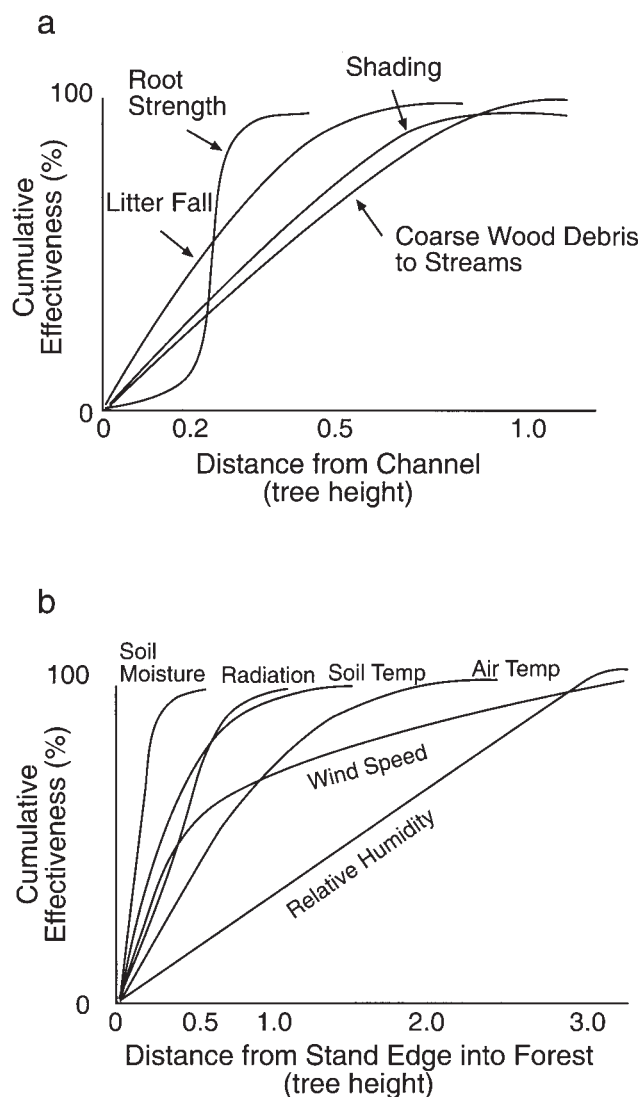 a
Root
Strength
Shading
100
Litter Fall
Coarse Wood Debris
to Streams
Cumulative
Effectiveness (%)
0
0 0.2 0.5 1.0
Distance from Channel
(tree height)
b
Soil
Moisture Radiation Soil Temp Air Temp
100
Wind Speed
Relative Humidity
Cumulative
Effectiveness (%)
0
0 0.5 1.0 2.0 3.0
Distance from Stand Edge into Forest
(tree height)